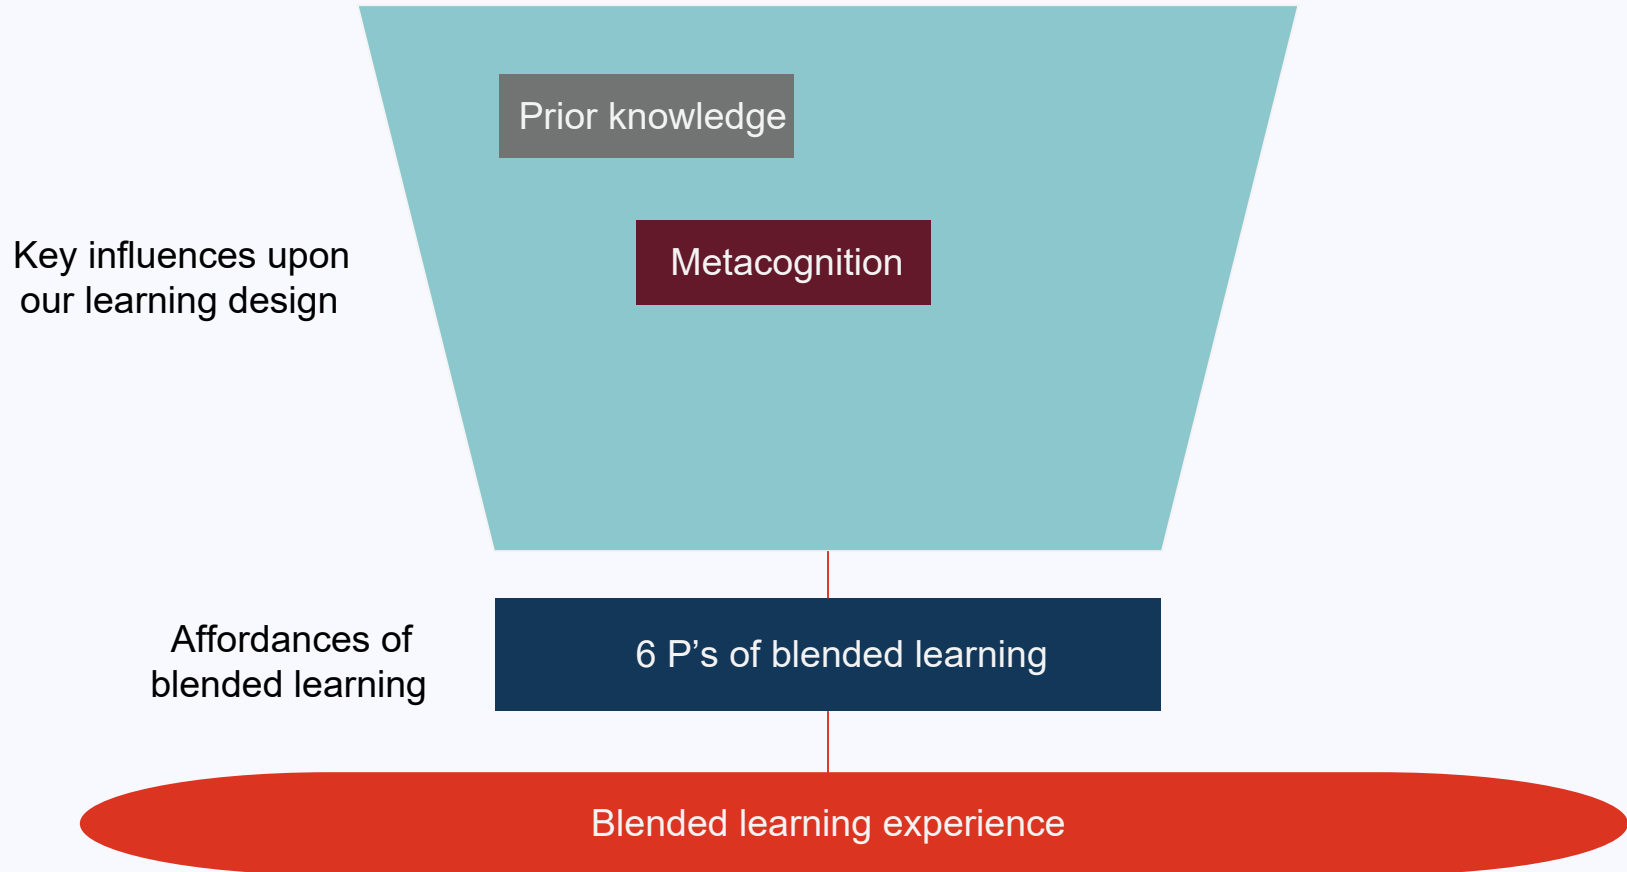 Prior knowledge
Metacognition
Key influences upon
our learning design
Affordances of
blended learning
6 P’s of blended learning
Blended learning experience